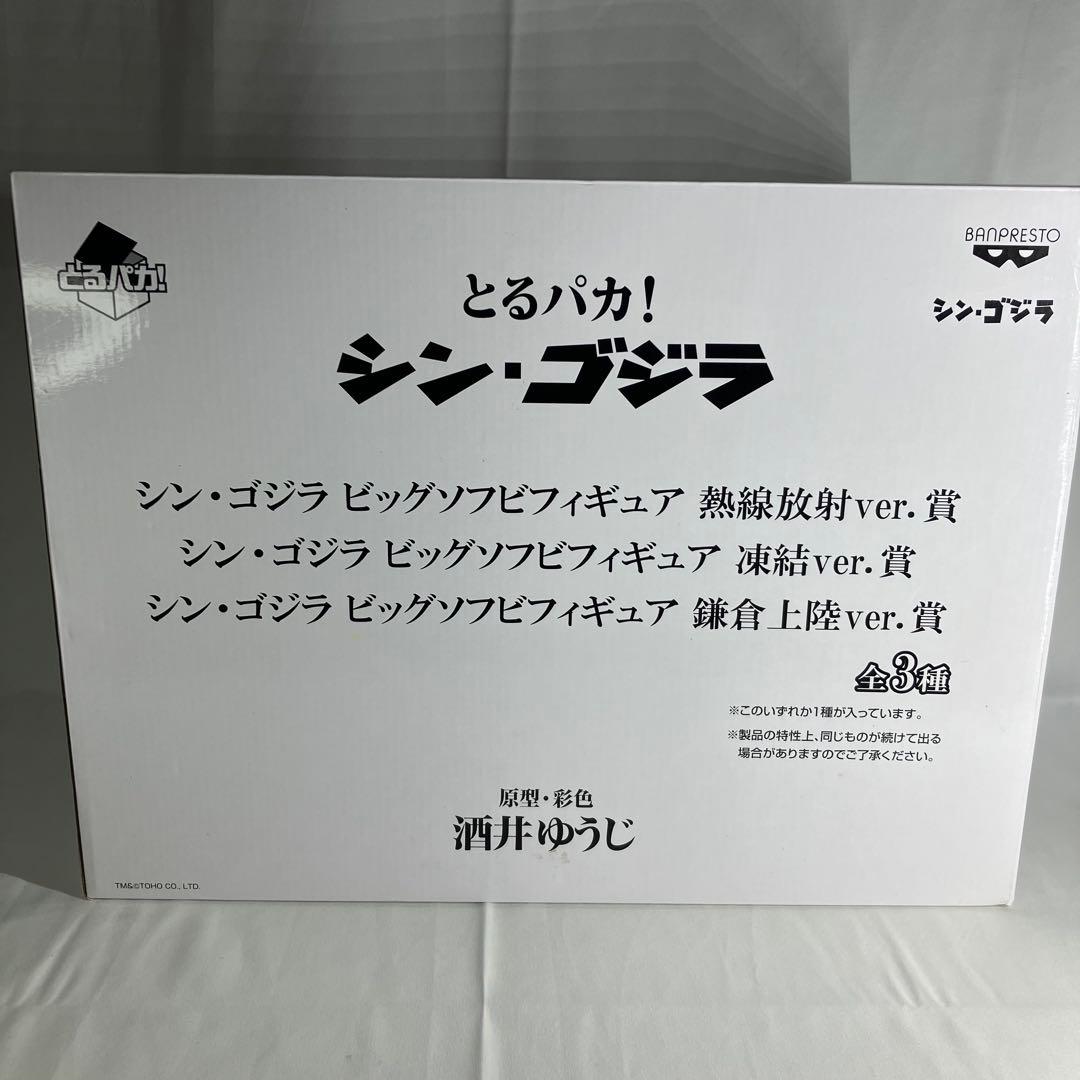 とるパカ!
BANPRESTO
シン・ゴジラ
とるパカ!
シン・ゴジラ
シン・ゴジラ ビッグソフビフィギュア 熱線放射ver.賞
シン・ゴジラ ビッグソフビフィギュア 凍結ver.賞
シン・ゴジラ ビッグソフビフィギュア 鎌倉上陸ver.賞
全3種
※このいずれか1種が入っています。
※製品の特性上、同じものが続けて出る
場合がありますのでご了承ください。
原型・彩色
酒井ゆうじ
TM&©TOHO CO., LTD.